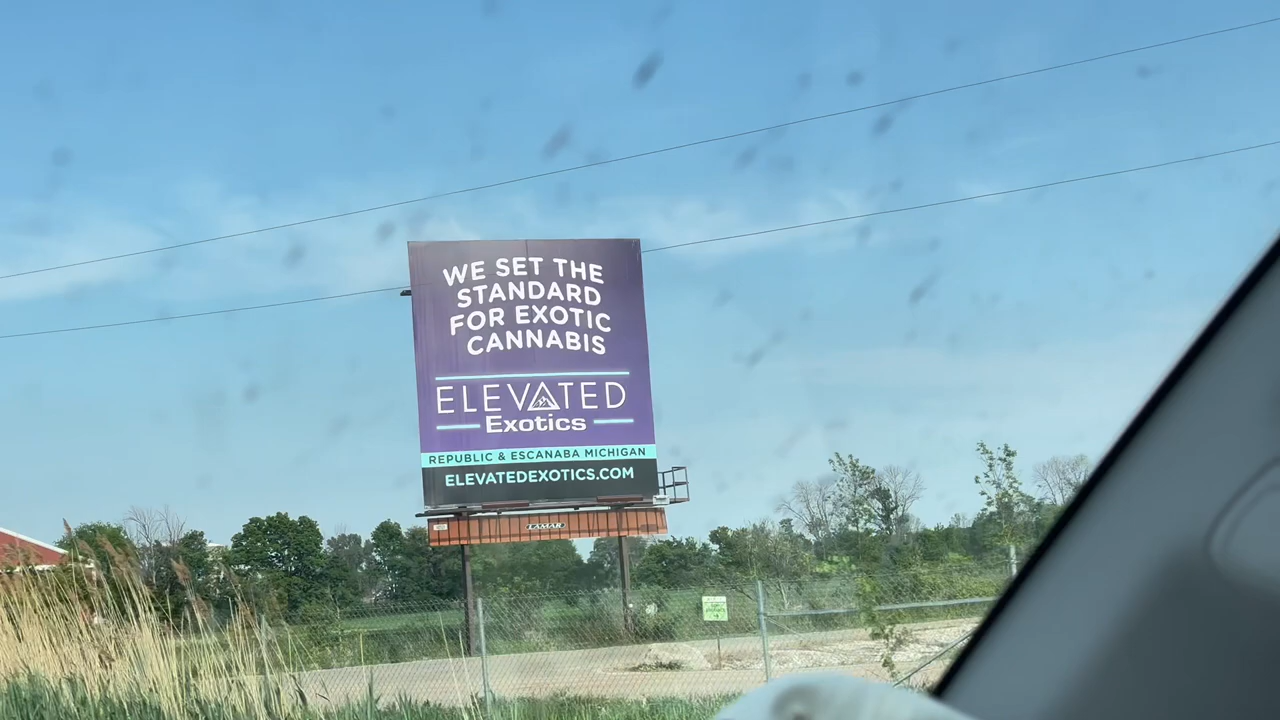 WE SET THE
STANDARD
FOR EXOTIC
CANNABIS
ELEVATED
Exotics
REPUBLIC & ESCANABA MICHIGAN
ELEVATEDEXOTICS.COM
LAMAR